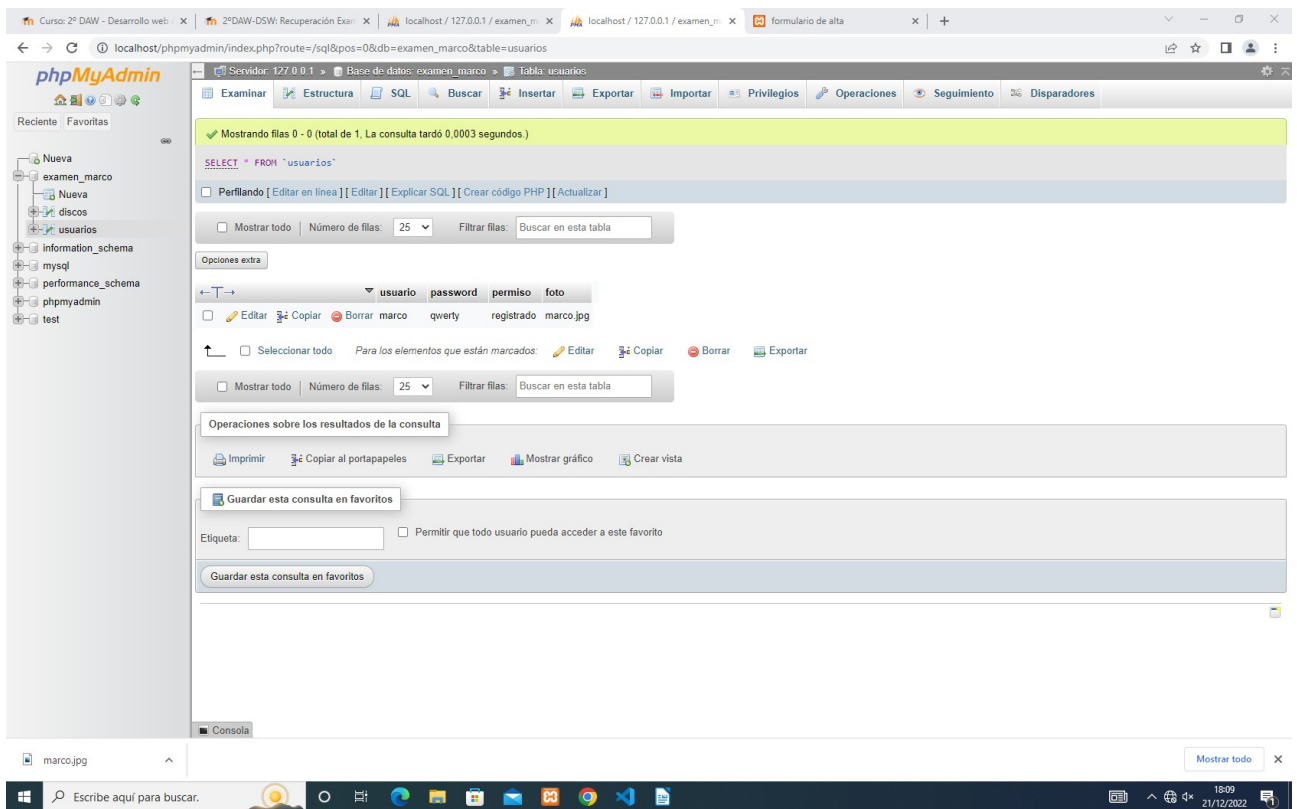 Curso: 2º DAW - Desarrollo web
2ºDAW-DSW: Recuperación Exan
localhost / 127.0.0.1 / examen_m
localhost / 127.0.0.1 / examen_m
formulario de alta
localhost/phpmyadmin/index.php?route=/sql&pos=0&db=examen_marco&table=usuarios
phpMyAdmin
Reciente Favoritas
Nueva
examen_marco
Nueva
discos
usuarios
information_schema
mysql
performance_schema
phpmyadmin
test
Servidor: 127.0.0.1 » Base de datos: examen_marco » Tabla: usuarios
Examinar Estructura SQL Buscar Insertar Exportar Importar Privilegios Operaciones Seguimiento Disparadores
Mostrando filas 0 - 0 (total de 1, La consulta tardó 0,0003 segundos.)
SELECT * FROM `usuarios`
Perfilando [ Editar en línea ] [ Editar ] [ Explicar SQL ] [ Crear código PHP ] [ Actualizar ]
Mostrar todo | Número de filas: 25 Filtrar filas: Buscar en esta tabla
Opciones extra
←T→ usuario password permiso foto
Editar Copiar Borrar marco qwerty registrado marco.jpg
Seleccionar todo Para los elementos que están marcados: Editar Copiar Borrar Exportar
Mostrar todo | Número de filas: 25 Filtrar filas: Buscar en esta tabla
Operaciones sobre los resultados de la consulta
Imprimir Copiar al portapapeles Exportar Mostrar gráfico Crear vista
Guardar esta consulta en favoritos
Etiqueta: Permitir que todo usuario pueda acceder a este favorito
Guardar esta consulta en favoritos
Consola
marco.jpg
Mostrar todo
Escribe aquí para buscar.
18:09
21/12/2022